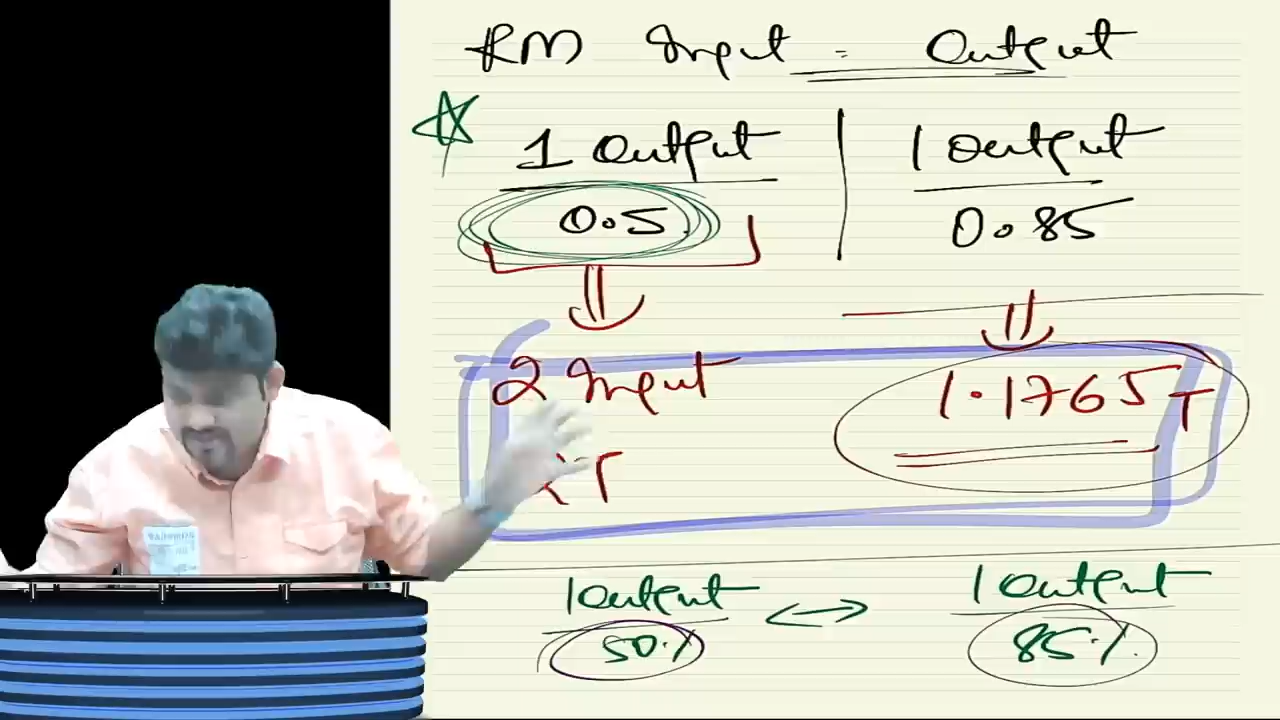 RM Input = Output
1 Output | 1 Output
0.5 0.85
2 Input 1.1765T
1 Output ↔ 1 Output
50% 85%